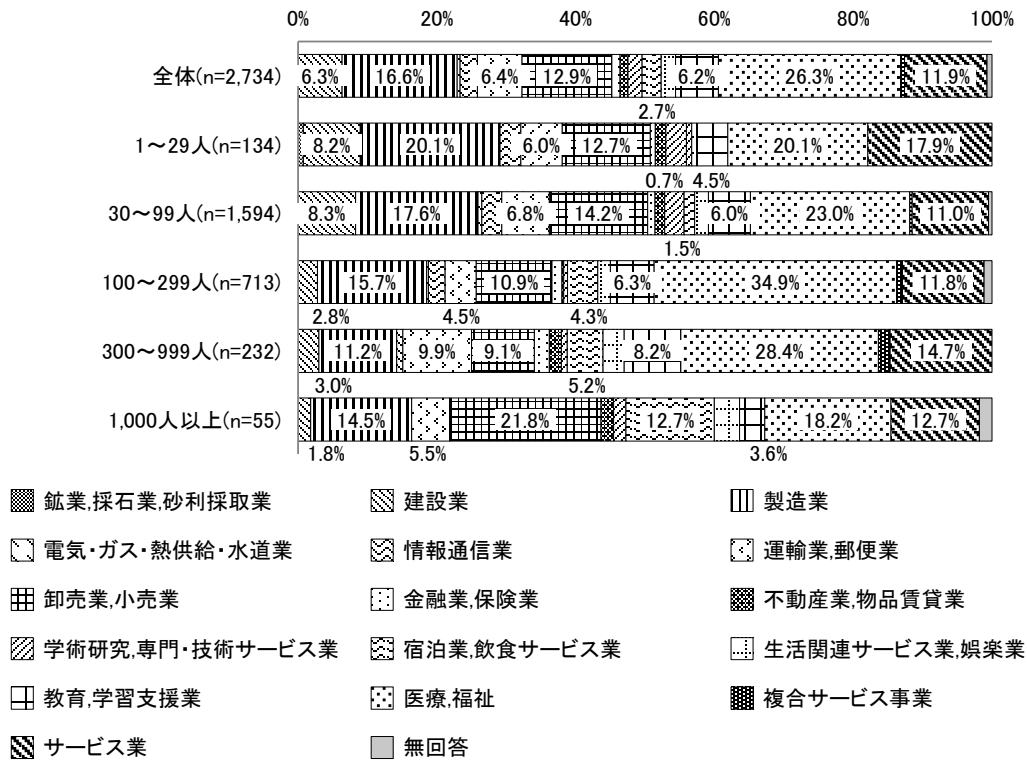 0% 20% 40% 60% 80% 100%
全体(n=2,734) 6.3% 16.6% 6.4% 12.9% 6.2% 26.3% 11.9%
2.7%
1～29人(n=134) 8.2% 20.1% 6.0% 12.7% 20.1% 17.9%
0.7% 4.5%
30～99人(n=1,594) 8.3% 17.6% 6.8% 14.2% 6.0% 23.0% 11.0%
1.5%
100～299人(n=713) 15.7% 10.9% 6.3% 34.9% 11.8%
2.8% 4.5% 4.3%
300～999人(n=232) 11.2% 9.9% 9.1% 8.2% 28.4% 14.7%
3.0% 5.2%
1,000人以上(n=55) 14.5% 21.8% 12.7% 18.2% 12.7%
1.8% 5.5% 3.6%
鉱業,採石業,砂利採取業 建設業 製造業
電気・ガス・熱供給・水道業 情報通信業 運輸業,郵便業
卸売業,小売業 金融業,保険業 不動産業,物品賃貸業
学術研究,専門・技術サービス業 宿泊業,飲食サービス業 生活関連サービス業,娯楽業
教育,学習支援業 医療,福祉 複合サービス事業
サービス業 無回答